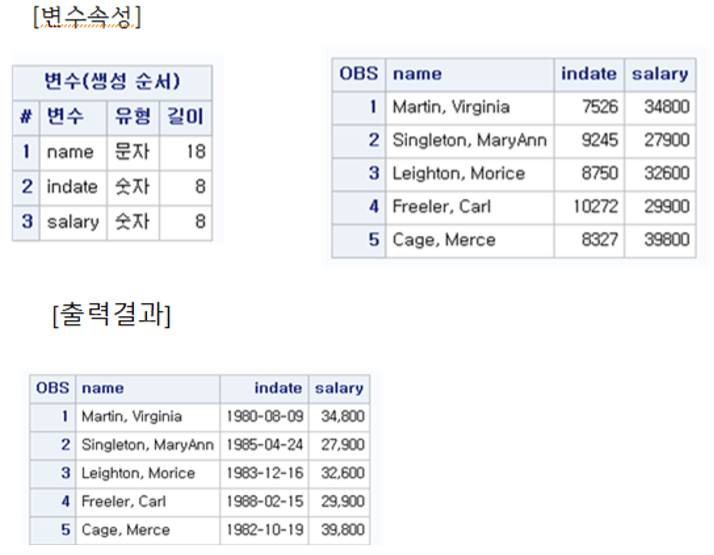 [변수속성]
변수(생성 순서)
# 변수 유형 길이
1 name 문자 18
2 indate 숫자 8
3 salary 숫자 8
OBS name indate salary
1 Martin, Virginia 7526 34800
2 Singleton, MaryAnn 9245 27900
3 Leighton, Morice 8750 32600
4 Freeler, Carl 10272 29900
5 Cage, Merce 8327 39800
[출력결과]
OBS name indate salary
1 Martin, Virginia 1980-08-09 34,800
2 Singleton, MaryAnn 1985-04-24 27,900
3 Leighton, Morice 1983-12-16 32,600
4 Freeler, Carl 1988-02-15 29,900
5 Cage, Merce 1982-10-19 39,800